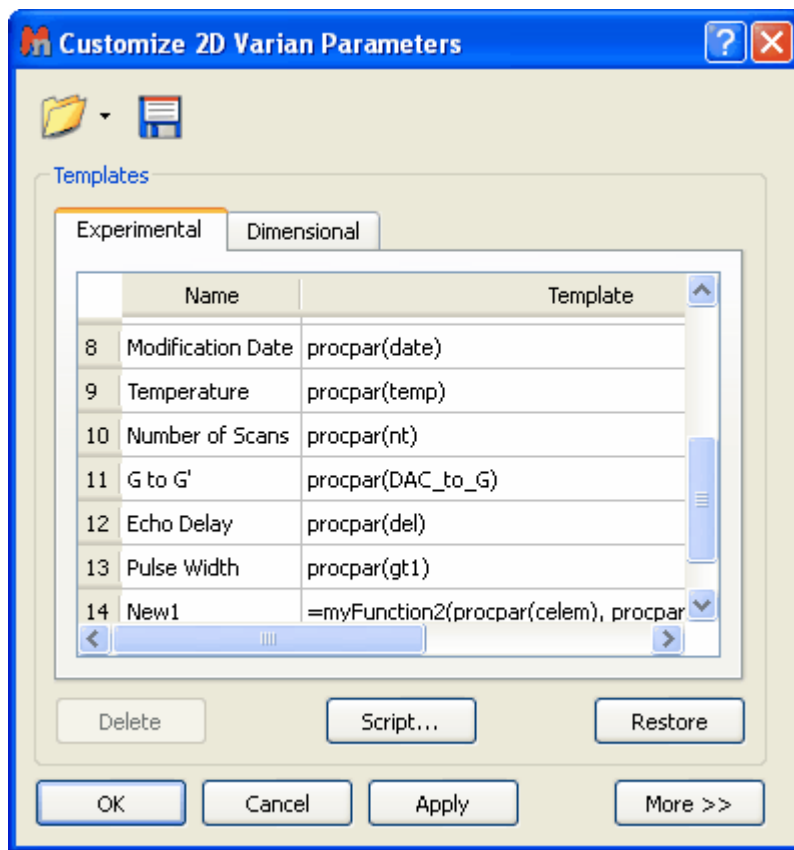 Customize 2D Varian Parameters
Templates
Experimental Dimensional
Name Template
8 Modification Date procpar(date)
9 Temperature procpar(temp)
10 Number of Scans procpar(nt)
11 G to G' procpar(DAC_to_G)
12 Echo Delay procpar(del)
13 Pulse Width procpar(gt1)
14 New1 =myFunction2(procpar(celem), procpar
Delete Script... Restore
OK Cancel Apply More >>